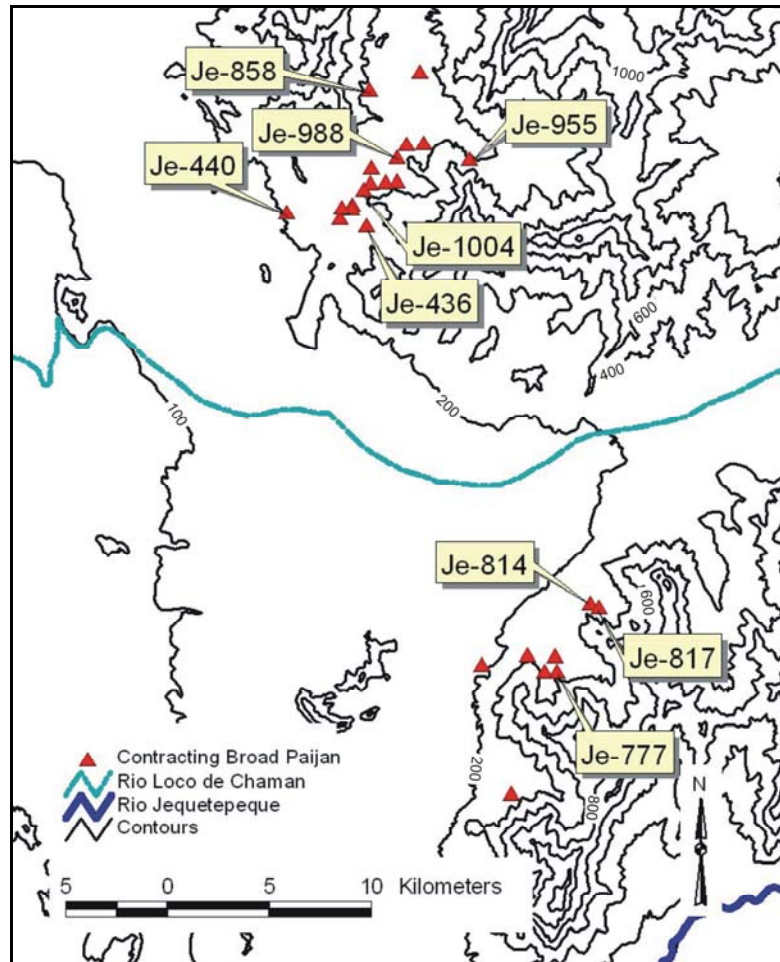 1000
Je-858
Je-988
Je-955
Je-440
Je-1004
Je-436
600
400
200
100
Je-814
600
Je-817
Je-777
200
800
Contracting Broad Paijan
Rio Loco de Chaman
Rio Jequetepeque
Contours
N
5 0 5 10 Kilometers